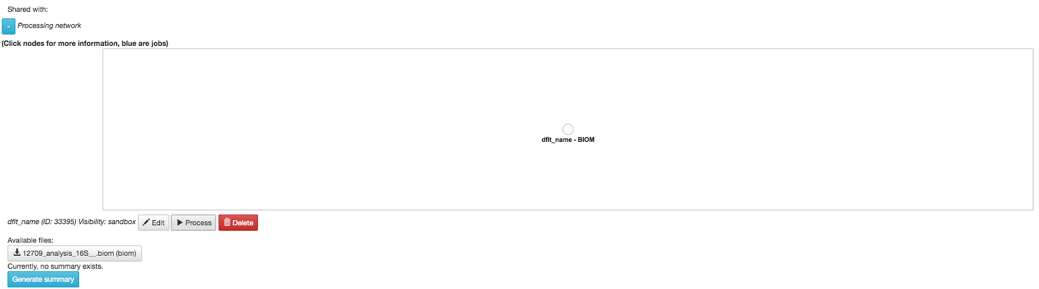 Shared with:
- Processing network
(Click nodes for more information, blue are jobs)
dflt_name - BIOM
dflt_name (ID: 33395) Visibility: sandbox Edit Process Delete
Available files:
12709_analysis_16S__.biom (biom)
Currently, no summary exists.
Generate summary